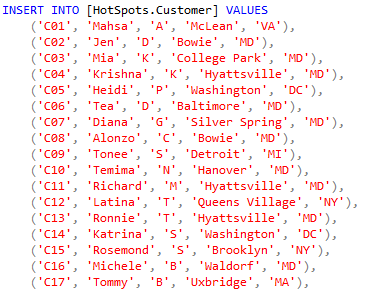 INSERT INTO [HotSpots.Customer] VALUES
('C01', 'Mahsa', 'A', 'McLean', 'VA'),
('C02', 'Jen', 'D', 'Bowie', 'MD'),
('C03', 'Mia', 'K', 'College Park', 'MD'),
('C04', 'Krishna', 'K', 'Hyattsville', 'MD'),
('C05', 'Heidi', 'P', 'Washington', 'DC'),
('C06', 'Tea', 'D', 'Baltimore', 'MD'),
('C07', 'Diana', 'G', 'Silver Spring', 'MD'),
('C08', 'Alonzo', 'C', 'Bowie', 'MD'),
('C09', 'Tonee', 'S', 'Detroit', 'MI'),
('C10', 'Temima', 'N', 'Hanover', 'MD'),
('C11', 'Richard', 'M', 'Hyattsville', 'MD'),
('C12', 'Latina', 'T', 'Queens Village', 'NY'),
('C13', 'Ronnie', 'T', 'Hyattsville', 'MD'),
('C14', 'Katrina', 'S', 'Washington', 'DC'),
('C15', 'Rosemond', 'S', 'Brooklyn', 'NY'),
('C16', 'Michele', 'B', 'Waldorf', 'MD'),
('C17', 'Tommy', 'B', 'Uxbridge', 'MA'),